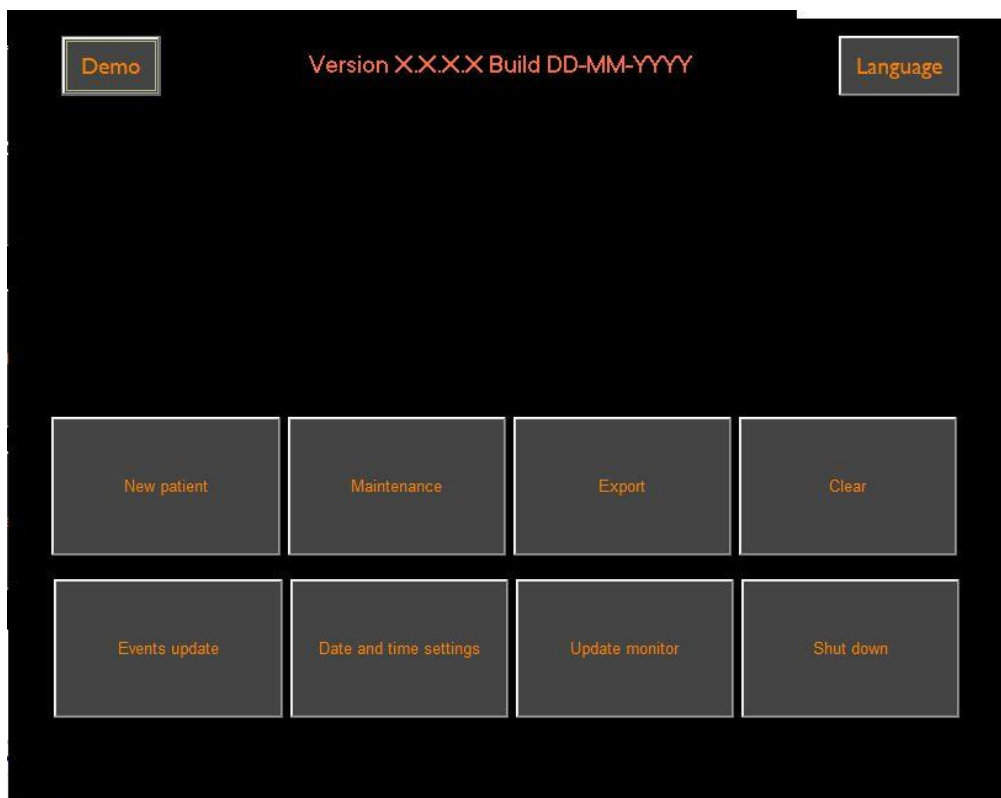 Demo
Version X.X.X.X Build DD-MM-YYYY
Language
New patient
Maintenance
Export
Clear
Events update
Date and time settings
Update monitor
Shut down